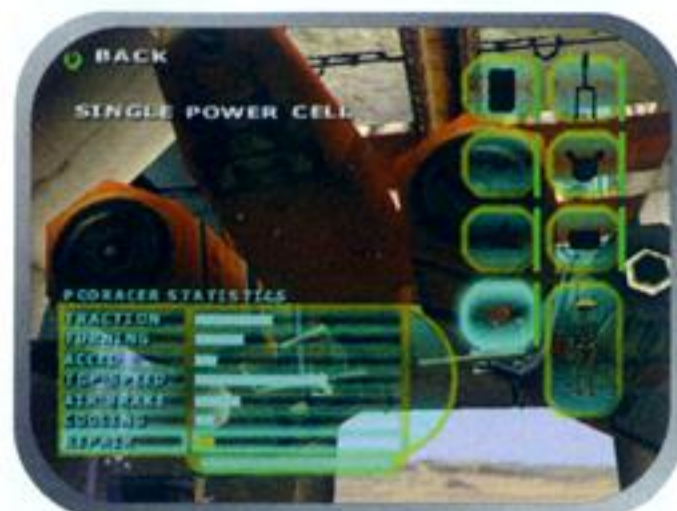 BACK
SINGLE POWER CELL
PODRACER STATISTICS
TRACTION
TURNING
ACCEL
TOP SPEED
AIR BRAKE
COOLING
REPAIR